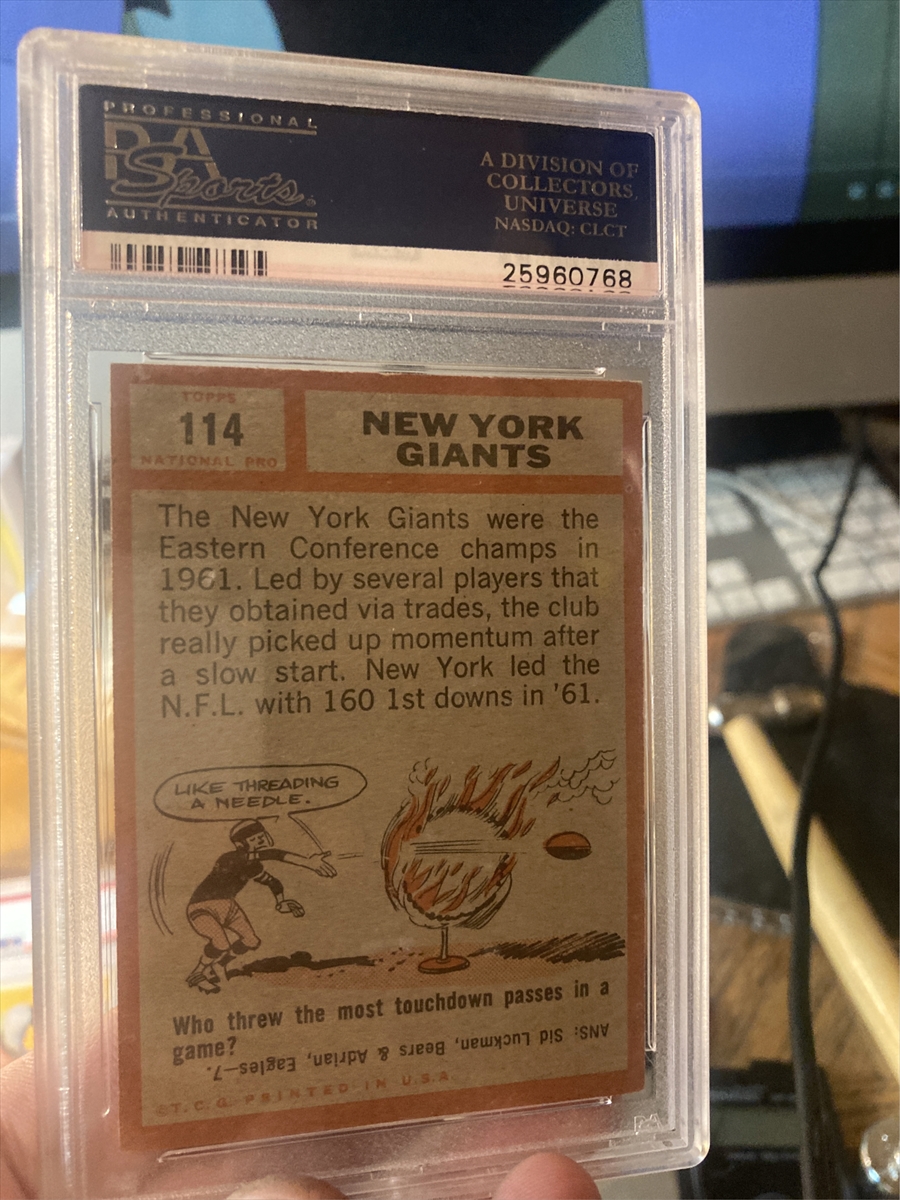 PROFESSIONAL
PSA
Sports
AUTHENTICATOR
A DIVISION OF
COLLECTORS
UNIVERSE
NASDAQ: CLCT
25960768
TOPPS
114
NATIONAL PRO
NEW YORK
GIANTS
The New York Giants were the
Eastern Conference champs in
1961. Led by several players that
they obtained via trades, the club
really picked up momentum after
a slow start. New York led the
N.F.L. with 160 1st downs in '61.
LIKE THREADING
A NEEDLE.
Who threw the most touchdown passes in a
game?
ANS: Sid Luckman, Bears & Adrian, Eagles—7.
©T.C.G. PRINTED IN U.S.A.